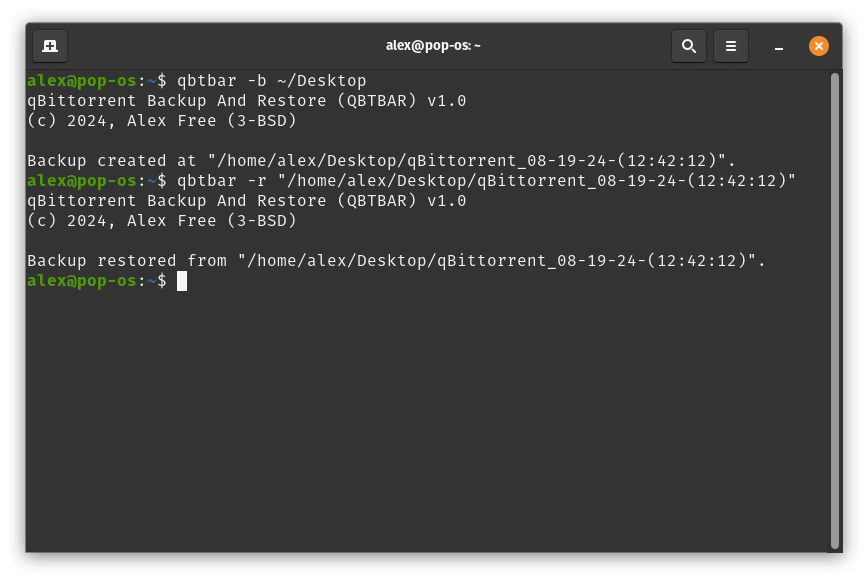 alex@pop-os: ~
alex@pop-os:~$ qbtbar -b ~/Desktop
qBittorrent Backup And Restore (QBTBAR) v1.0
(c) 2024, Alex Free (3-BSD)
Backup created at "/home/alex/Desktop/qBittorrent_08-19-24-(12:42:12)".
alex@pop-os:~$ qbtbar -r "/home/alex/Desktop/qBittorrent_08-19-24-(12:42:12)"
qBittorrent Backup And Restore (QBTBAR) v1.0
(c) 2024, Alex Free (3-BSD)
Backup restored from "/home/alex/Desktop/qBittorrent_08-19-24-(12:42:12)".
alex@pop-os:~$